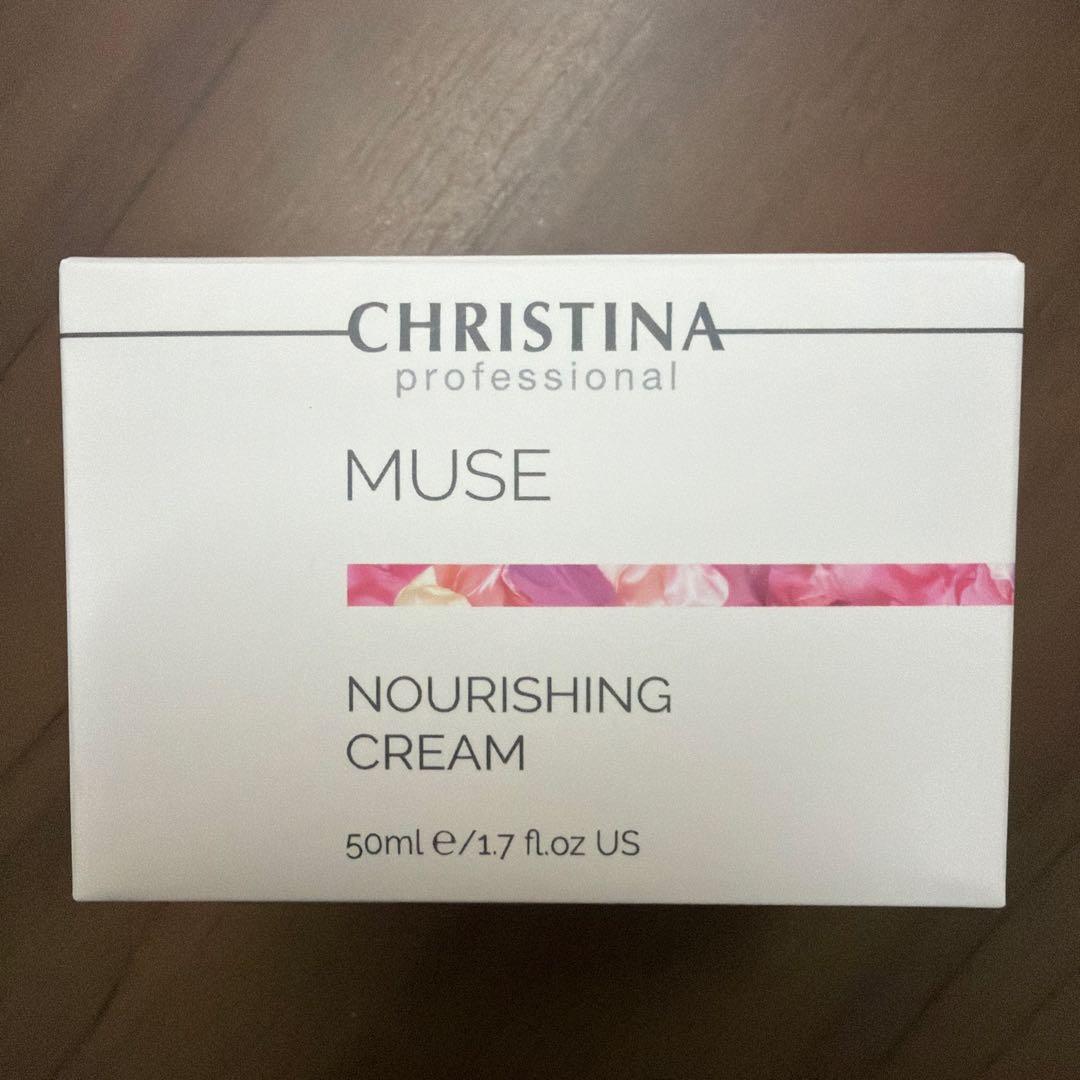 CHRISTINA
professional
MUSE
NOURISHING
CREAM
50ml ℮/1.7 fl.oz US